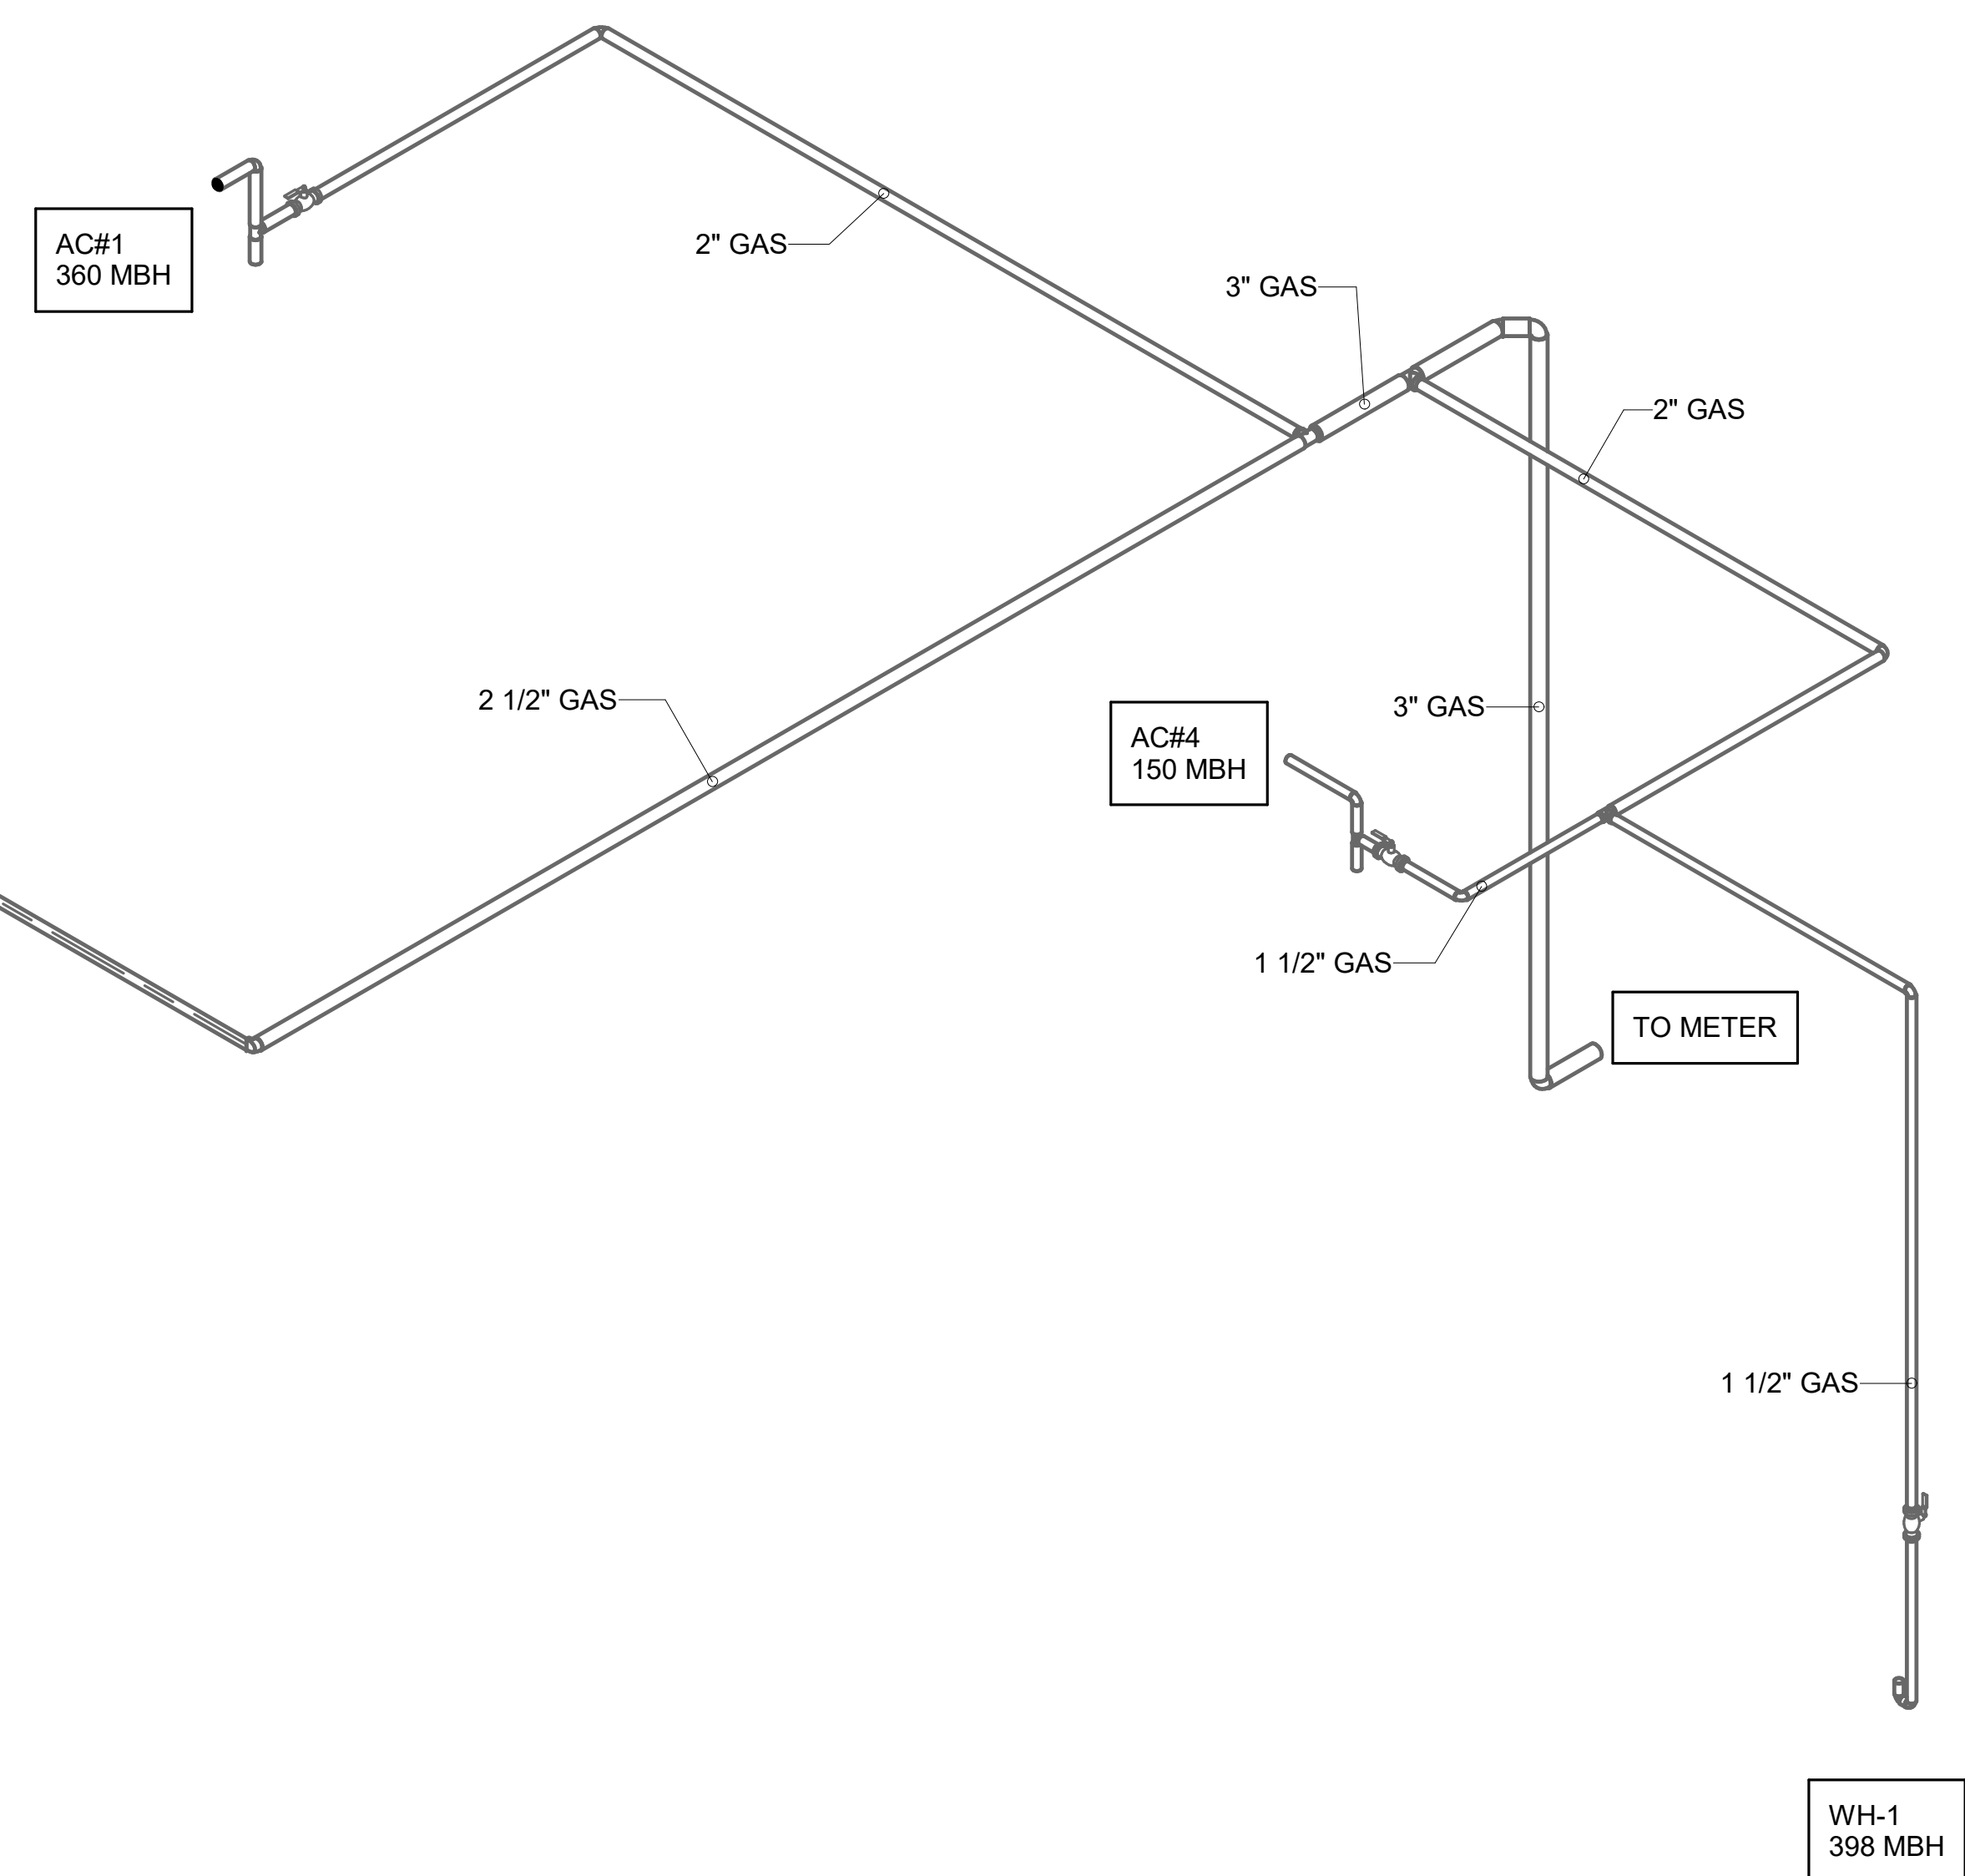 AC#1
360 MBH
2" GAS
3" GAS
2" GAS
2 1/2" GAS
AC#4
150 MBH
3" GAS
1 1/2" GAS
TO METER
1 1/2" GAS
WH-1
398 MBH